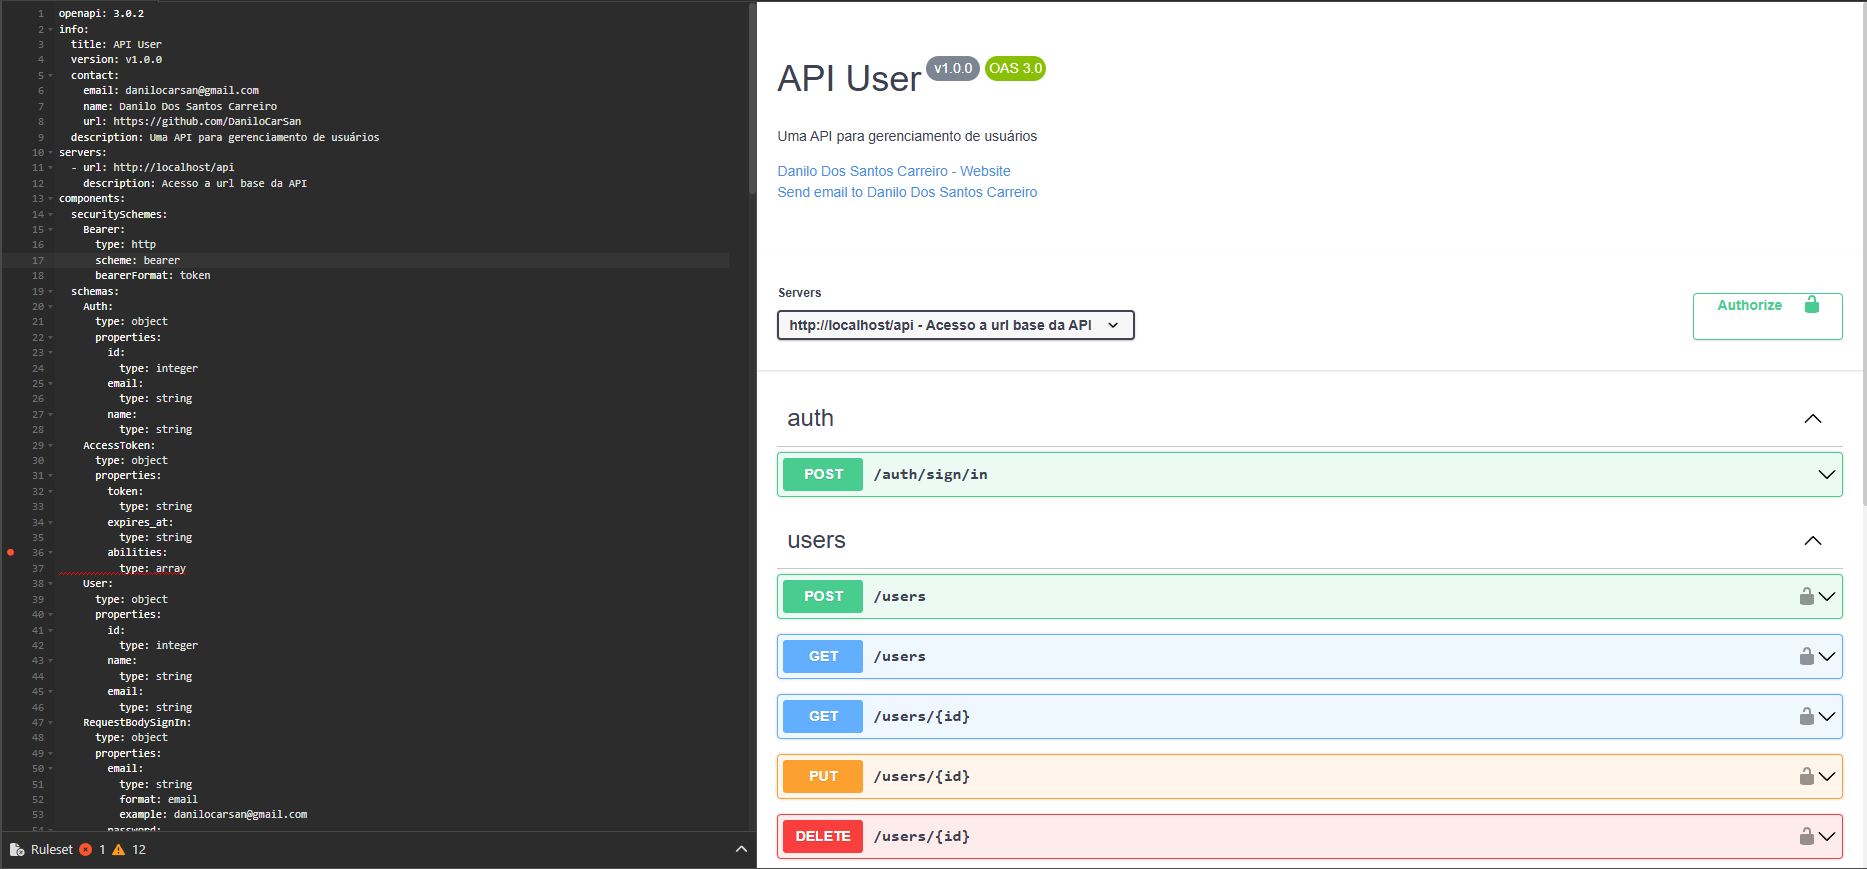 1 openapi: 3.0.2
2 info:
3 title: API User
4 version: v1.0.0
5 contact:
6 email: danilocarsan@gmail.com
7 name: Danilo Dos Santos Carreiro
8 url: https://github.com/DaniloCarSan
9 description: Uma API para gerenciamento de usuários
10 servers:
11 - url: http://localhost/api
12 description: Acesso a url base da API
13 components:
14 securitySchemes:
15 Bearer:
16 type: http
17 scheme: bearer
18 bearerFormat: token
19 schemas:
20 Auth:
21 type: object
22 properties:
23 id:
24 type: integer
25 email:
26 type: string
27 name:
28 type: string
29 AccessToken:
30 type: object
31 properties:
32 token:
33 type: string
34 expires_at:
35 type: string
36 abilities:
37 type: array
38 User:
39 type: object
40 properties:
41 id:
42 type: integer
43 name:
44 type: string
45 email:
46 type: string
47 RequestBodySignIn:
48 type: object
49 properties:
50 email:
51 type: string
52 format: email
53 example: danilocarsan@gmail.com
54 password:
Ruleset 1 12
API User v1.0.0 OAS 3.0
Uma API para gerenciamento de usuários
Danilo Dos Santos Carreiro - Website
Send email to Danilo Dos Santos Carreiro
Servers
http://localhost/api - Acesso a url base da API
Authorize
auth
POST /auth/sign/in
users
POST /users
GET /users
GET /users/{id}
PUT /users/{id}
DELETE /users/{id}